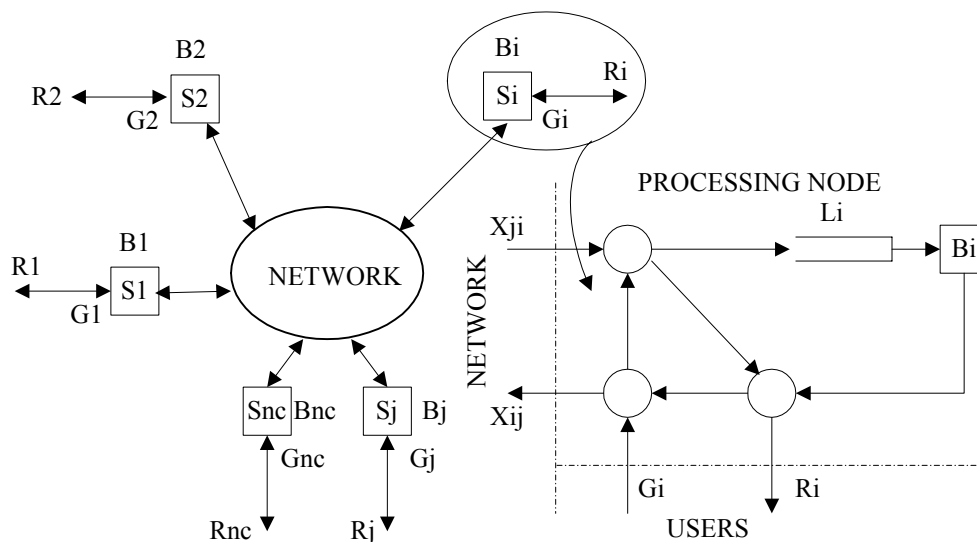 B2
Bi
R2
S2
G2
Si
Ri
Gi
PROCESSING NODE
Li
Xji
Bi
B1
R1
S1
G1
NETWORK
NETWORK
Xij
Snc
Bnc
Sj
Bj
Gnc
Gj
Gi
Ri
Rnc
Rj
USERS